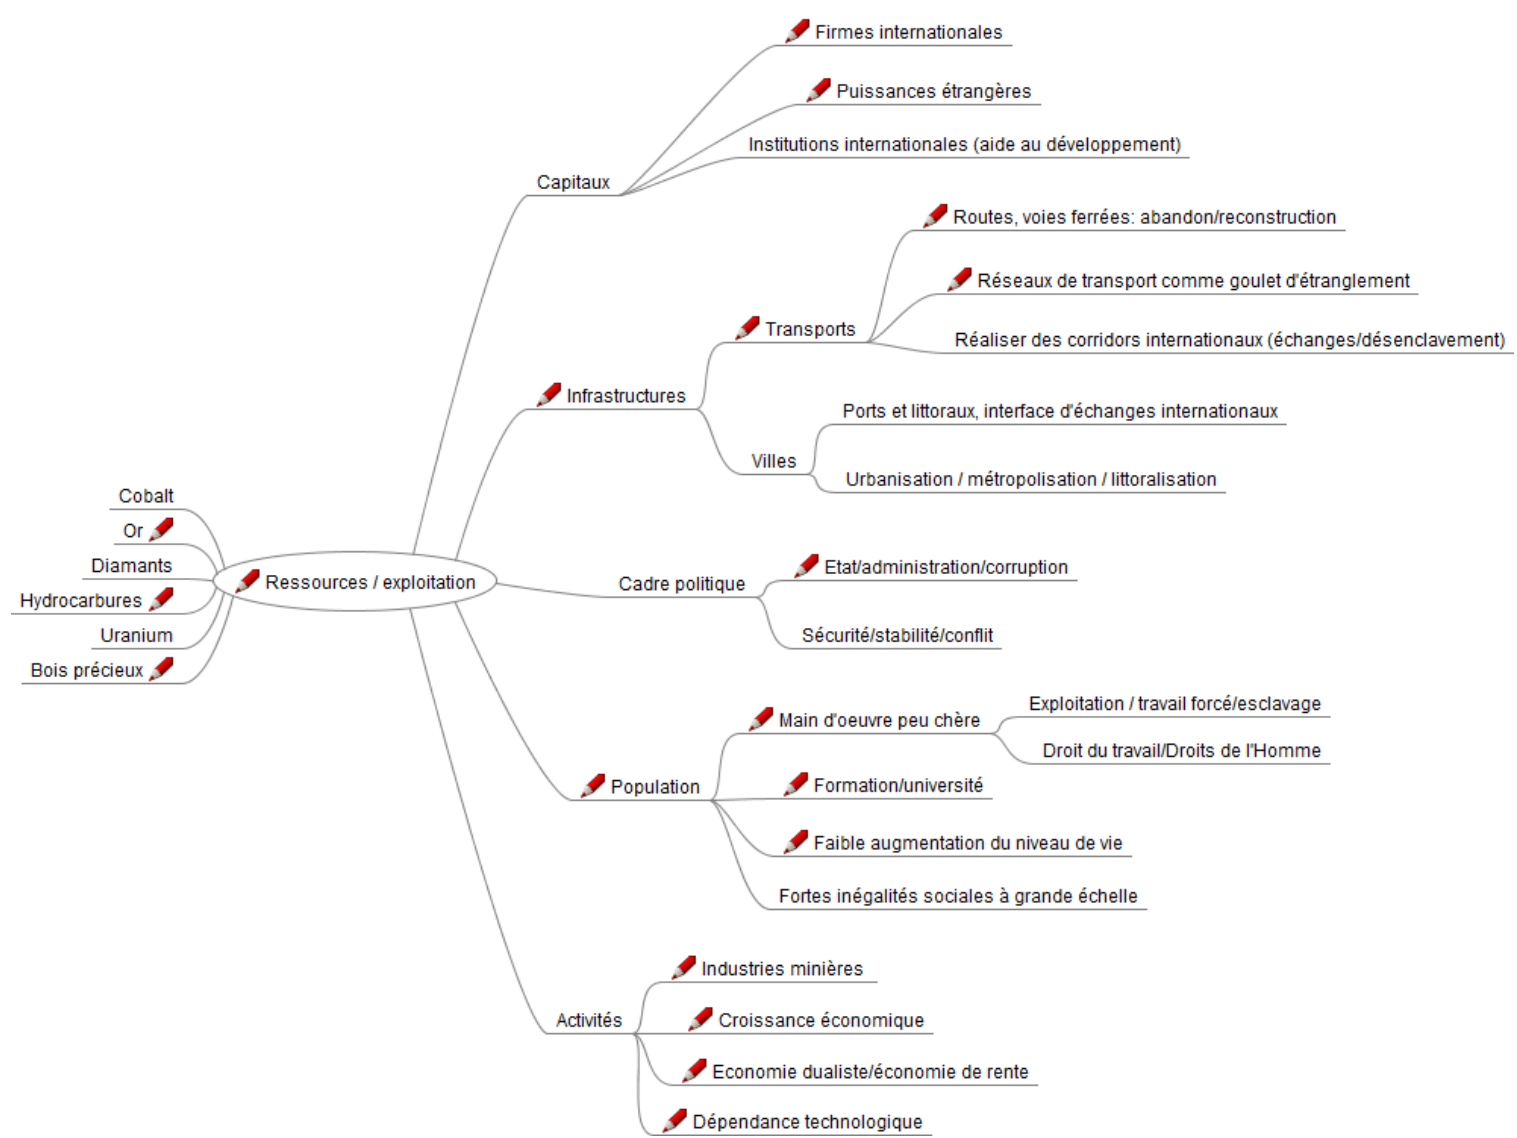 Firmes internationales
Puissances étrangères
Institutions internationales (aide au développement)
Capitaux
Routes, voies ferrées: abandon/reconstruction
Réseaux de transport comme goulet d'étranglement
Transports
Réaliser des corridors internationaux (échanges/désenclavement)
Infrastructures
Ports et littoraux, interface d'échanges internationaux
Villes
Urbanisation / métropolisation / littoralisation
Cobalt
Or
Diamants
Hydrocarbures
Uranium
Bois précieux
Ressources / exploitation
Cadre politique
Etat/administration/corruption
Sécurité/stabilité/conflit
Exploitation / travail forcé/esclavage
Main d'oeuvre peu chère
Droit du travail/Droits de l'Homme
Population
Formation/université
Faible augmentation du niveau de vie
Fortes inégalités sociales à grande échelle
Industries minières
Activités
Croissance économique
Economie dualiste/économie de rente
Dépendance technologique